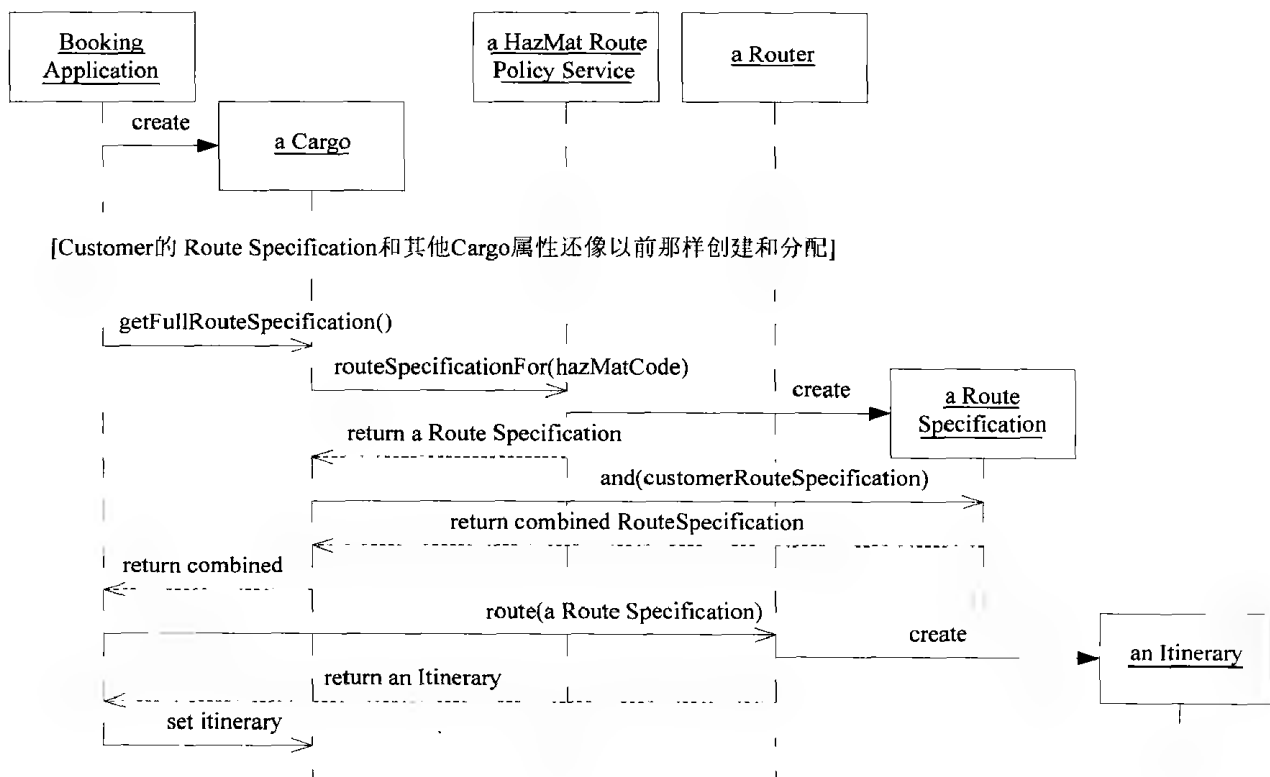 Booking
Application
a HazMat Route
Policy Service
a Router
create
a Cargo
[Customer的 Route Specification和其他Cargo属性还像以前那样创建和分配]
getFullRouteSpecification()
routeSpecificationFor(hazMatCode)
create
a Route
Specification
return a Route Specification
and(customerRouteSpecification)
return combined RouteSpecification
return combined
route(a Route Specification)
create
an Itinerary
return an Itinerary
set itinerary